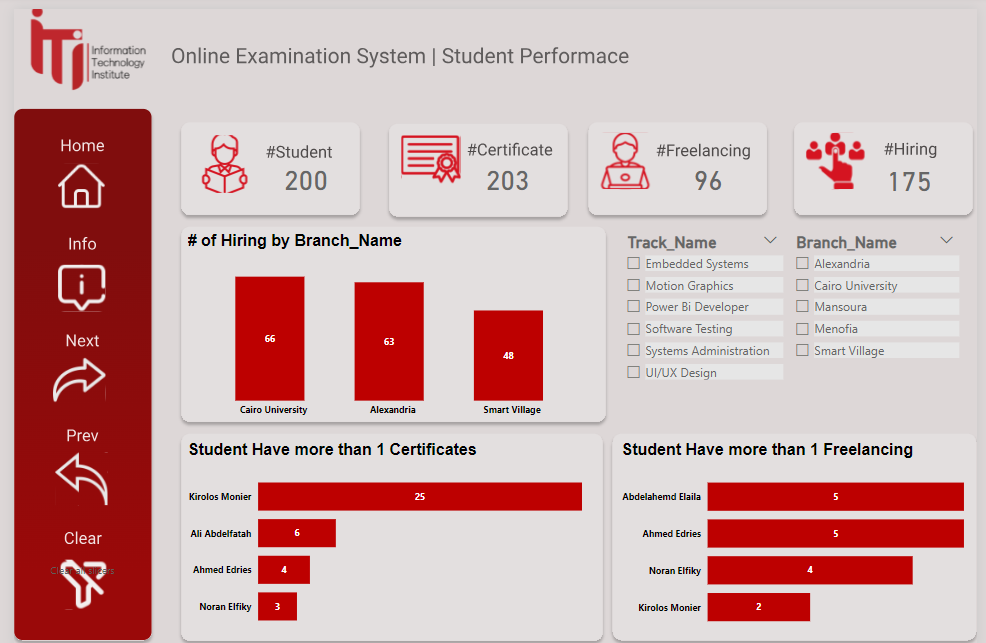 iTi
Information
Technology
Institute
Online Examination System | Student Performace
Home
Info
Next
Prev
Clear
#Student
200
#Certificate
203
#Freelancing
96
#Hiring
175
# of Hiring by Branch_Name
66
63
48
Cairo University
Alexandria
Smart Village
Track_Name
Embedded Systems
Motion Graphics
Power Bi Developer
Software Testing
Systems Administration
UI/UX Design
Branch_Name
Alexandria
Cairo University
Mansoura
Menofia
Smart Village
Student Have more than 1 Certificates
Kirolos Monier 25
Ali Abdelfatah 6
Ahmed Edries 4
Noran Elfiky 3
Student Have more than 1 Freelancing
Abdelahemd Elaila 5
Ahmed Edries 5
Noran Elfiky 4
Kirolos Monier 2